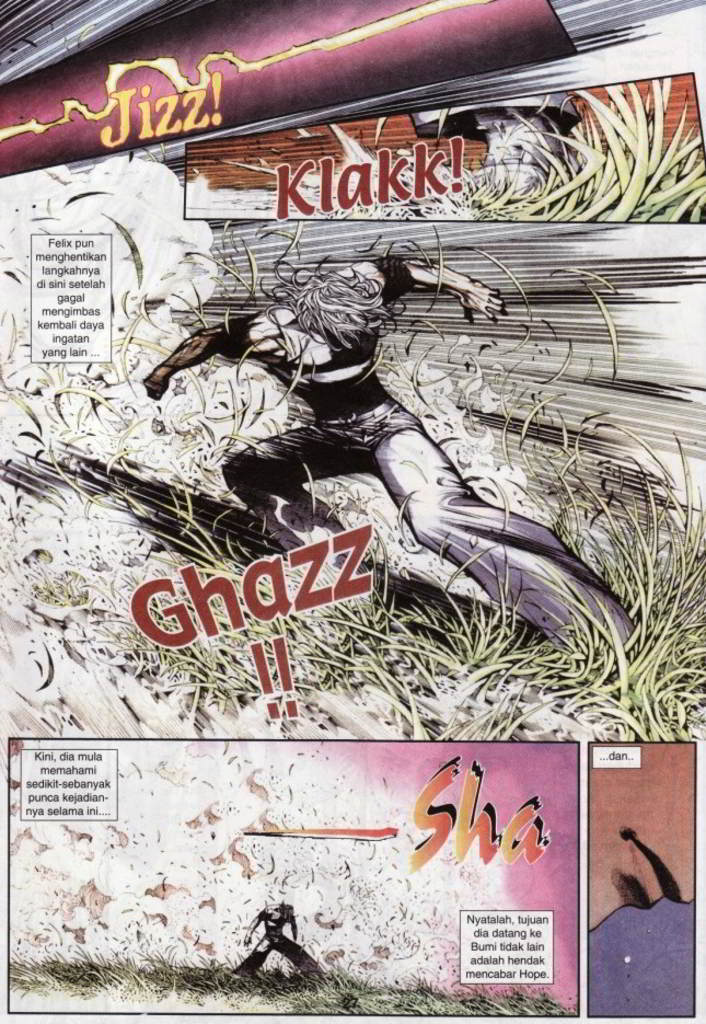 Jizz!
Klakk!
Felix pun
menghentikan
langkahnya
di sini setelah
gagal
mengimbas
kembali daya
ingatan
yang lain ...
Ghazz
!!
Kini, dia mula
memahami
sedikit-sebanyak
punca kejadian-
nya selama ini....
Sha
Nyatalah, tujuan
dia datang ke
Bumi tidak lain
adalah hendak
mencabar Hope.
...dan..